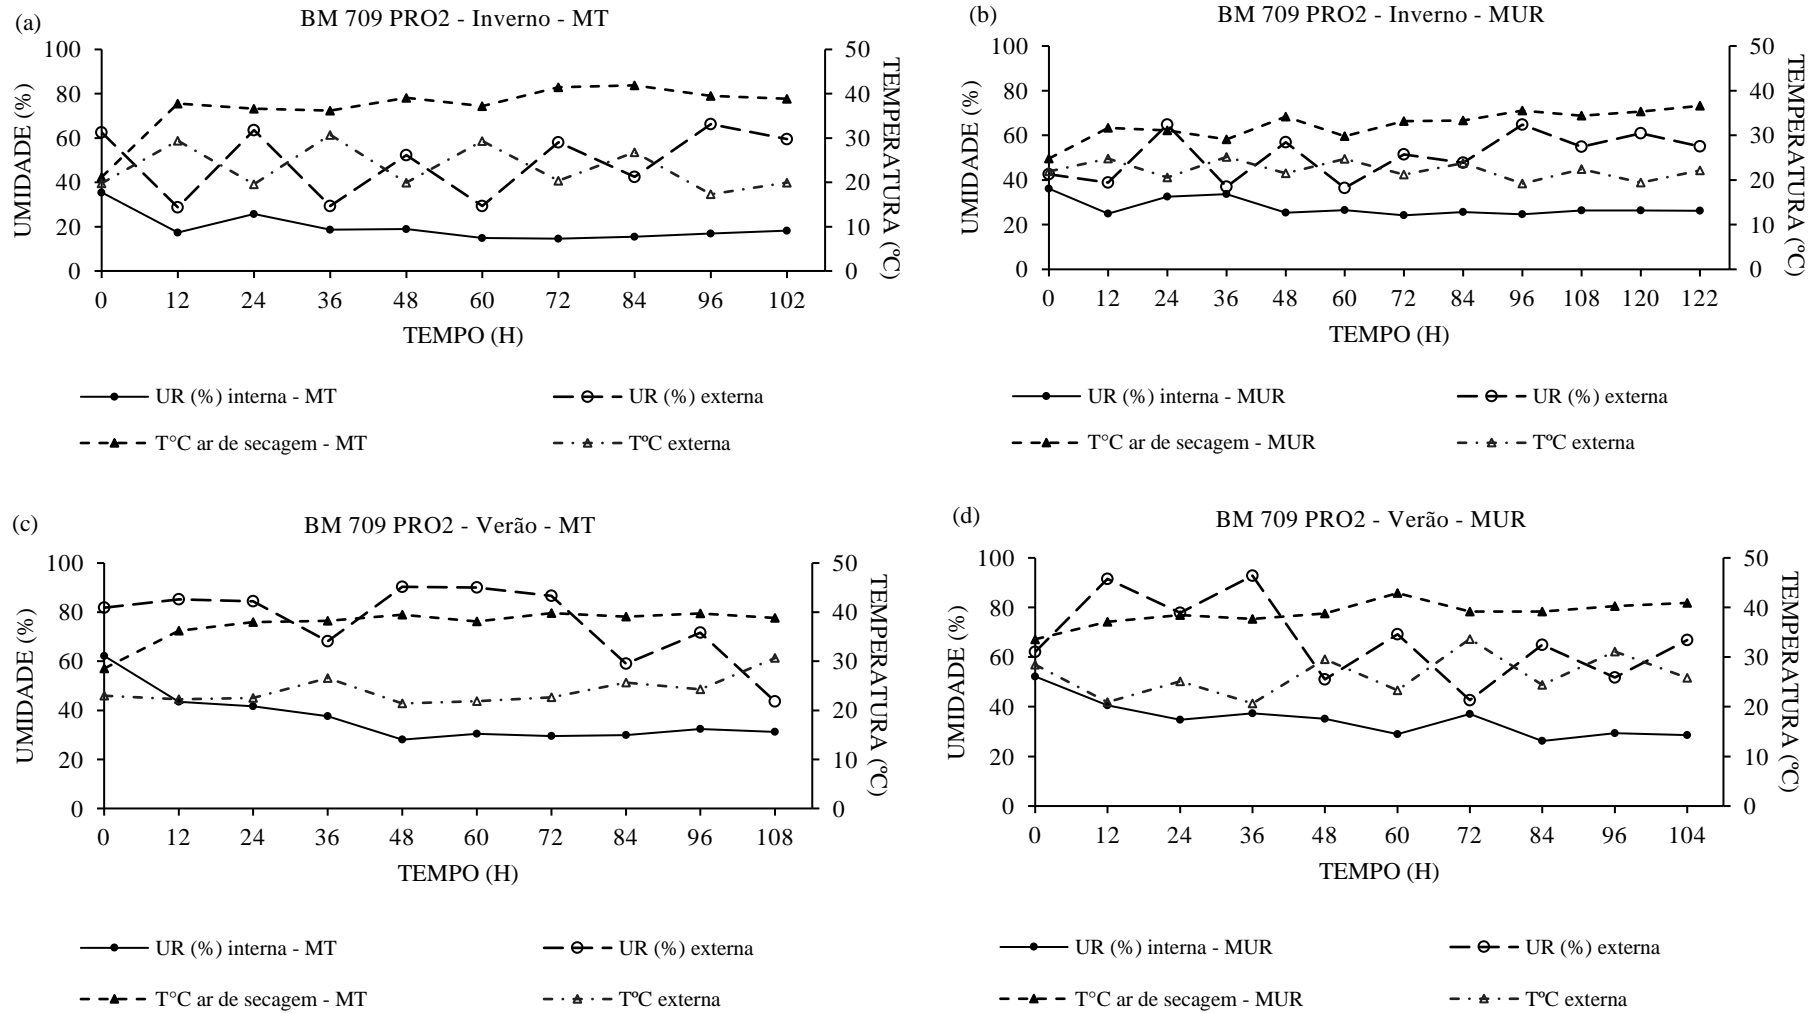 (a)
BM 709 PRO2 - Inverno - MT
UMIDADE (%)
100
80
60
40
20
0
50
40
30
20
10
0
TEMPERATURA (ºC)
0 12 24 36 48 60 72 84 96 102
TEMPO (H)
UR (%) interna - MT
UR (%) externa
T°C ar de secagem - MT
TºC externa
(b)
BM 709 PRO2 - Inverno - MUR
UMIDADE (%)
100
80
60
40
20
0
50
40
30
20
10
0
TEMPERATURA (ºC)
0 12 24 36 48 60 72 84 96 108 120 122
TEMPO (H)
UR (%) interna - MUR
UR (%) externa
T°C ar de secagem - MUR
TºC externa
(c)
BM 709 PRO2 - Verão - MT
UMIDADE (%)
100
80
60
40
20
0
50
40
30
20
10
0
TEMPERATURA (ºC)
0 12 24 36 48 60 72 84 96 108
TEMPO (H)
UR (%) interna - MT
UR (%) externa
T°C ar de secagem - MT
TºC externa
(d)
BM 709 PRO2 - Verão - MUR
UMIDADE (%)
100
80
60
40
20
0
50
40
30
20
10
0
TEMPERATURA (ºC)
0 12 24 36 48 60 72 84 96 104
TEMPO (H)
UR (%) interna - MUR
UR (%) externa
T°C ar de secagem - MUR
TºC externa